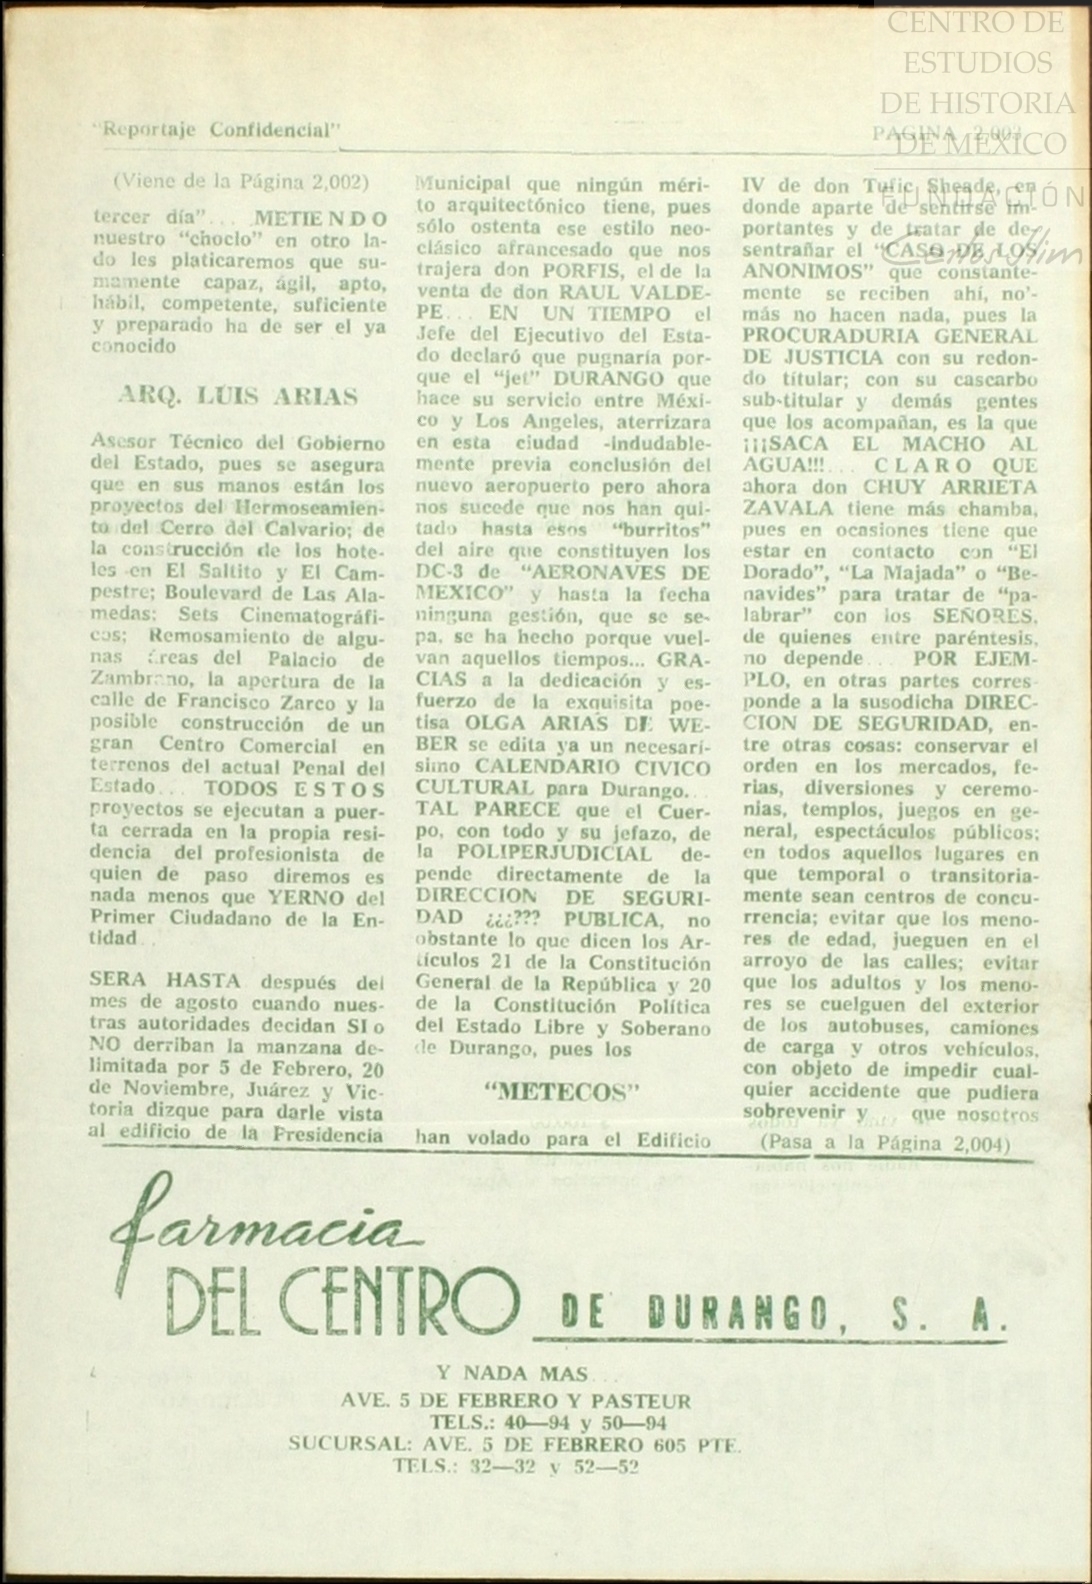 CENTRO DE
ESTUDIOS
DE HISTORIA
DE MEXICO
FUNDACIÓN
Carlos Slim
"Reportaje Confidencial"
PAGINA 2,003
(Viene de la Página 2,002)
tercer día"... METIENDO
nuestro "choclo" en otro la-
do les platicaremos que su-
mamente capaz, ágil, apto,
hábil, competente, suficiente
y preparado ha de ser el ya
conocido
ARQ. LUIS ARIAS
Asesor Técnico del Gobierno
del Estado, pues se asegura
que en sus manos están los
proyectos del Hermoseamien-
to del Cerro del Calvario; de
la construcción de los hote-
les en El Saltito y El Cam-
pestre; Boulevard de Las Ala-
medas; Sets Cinematográfi-
cos; Remosamiento de algu-
nas áreas del Palacio de
Zambrano, la apertura de la
calle de Francisco Zarco y la
posible construcción de un
gran Centro Comercial en
terrenos del actual Penal del
Estado... TODOS ESTOS
proyectos se ejecutan a puer-
ta cerrada en la propia resi-
dencia del profesionista de
quien de paso diremos es
nada menos que YERNO del
Primer Ciudadano de la En-
tidad..
SERA HASTA después del
mes de agosto cuando nues-
tras autoridades decidan SI o
NO derriban la manzana de-
limitada por 5 de Febrero, 20
de Noviembre, Juárez y Vic-
toria dizque para darle vista
al edificio de la Presidencia
Municipal que ningún méri-
to arquitectónico tiene, pues
sólo ostenta ese estilo neo-
clásico afrancesado que nos
trajera don PORFIS, el de la
venta de don RAUL VALDE-
PE... EN UN TIEMPO el
Jefe del Ejecutivo del Esta-
do declaró que pugnaría por-
que el "jet" DURANGO que
hace su servicio entre Méxi-
co y Los Angeles, aterrizara
en esta ciudad -indudable-
mente previa conclusión del
nuevo aeropuerto pero ahora
nos sucede que nos han qui-
tado hasta esos "burritos"
del aire que constituyen los
DC-3 de "AERONAVES DE
MEXICO" y hasta la fecha
ninguna gestión, que se se-
pa, se ha hecho porque vuel-
van aquellos tiempos... GRA-
CIAS a la dedicación y es-
fuerzo de la exquisita poe-
tisa OLGA ARIAS DE WE-
BER se edita ya un necesarí-
simo CALENDARIO CIVICO
CULTURAL para Durango..
TAL PARECE que el Cuer-
po, con todo y su jefazo, de
la POLIPERJUDICIAL de-
pende directamente de la
DIRECCION DE SEGURI-
DAD ¿¿¿??? PUBLICA, no
obstante lo que dicen los Ar-
tículos 21 de la Constitución
General de la República y 20
de la Constitución Política
del Estado Libre y Soberano
de Durango, pues los
"METECOS"
han volado para el Edificio
IV de don Tufic Sheade, en
donde aparte de sentirse im-
portantes y de tratar de de-
sentrañar el "CASO DE LOS
ANONIMOS" que constante-
mente se reciben ahí, no'-
más no hacen nada, pues la
PROCURADURIA GENERAL
DE JUSTICIA con su redon-
do títular; con su cascarbo
sub-titular y demás gentes
que los acompañan, es la que
¡¡¡SACA EL MACHO AL
AGUA!!!... CLARO QUE
ahora don CHUY ARRIETA
ZAVALA tiene más chamba,
pues en ocasiones tiene que
estar en contacto con "El
Dorado", "La Majada" o "Be-
navides" para tratar de "pa-
labrar" con los SEÑORES,
de quienes entre paréntesis,
no depende... POR EJEM-
PLO, en otras partes corres-
ponde a la susodicha DIREC-
CION DE SEGURIDAD, en-
tre otras cosas: conservar el
orden en los mercados, fe-
rias, diversiones y ceremo-
nias, templos, juegos en ge-
neral, espectáculos públicos;
en todos aquellos lugares en
que temporal o transitoria-
mente sean centros de concu-
rrencia; evitar que los meno-
res de edad, jueguen en el
arroyo de las calles; evitar
que los adultos y los meno-
res se cuelguen del exterior
de los autobuses, camiones
de carga y otros vehículos,
con objeto de impedir cual-
quier accidente que pudiera
sobrevenir y... que nosotros
(Pasa a la Página 2,004)
farmacia
DEL CENTRO DE DURANGO, S. A.
Y NADA MAS...
AVE. 5 DE FEBRERO Y PASTEUR
TELS.: 40—94 y 50—94
SUCURSAL: AVE. 5 DE FEBRERO 605 PTE.
TELS.: 32—32 y 52—52